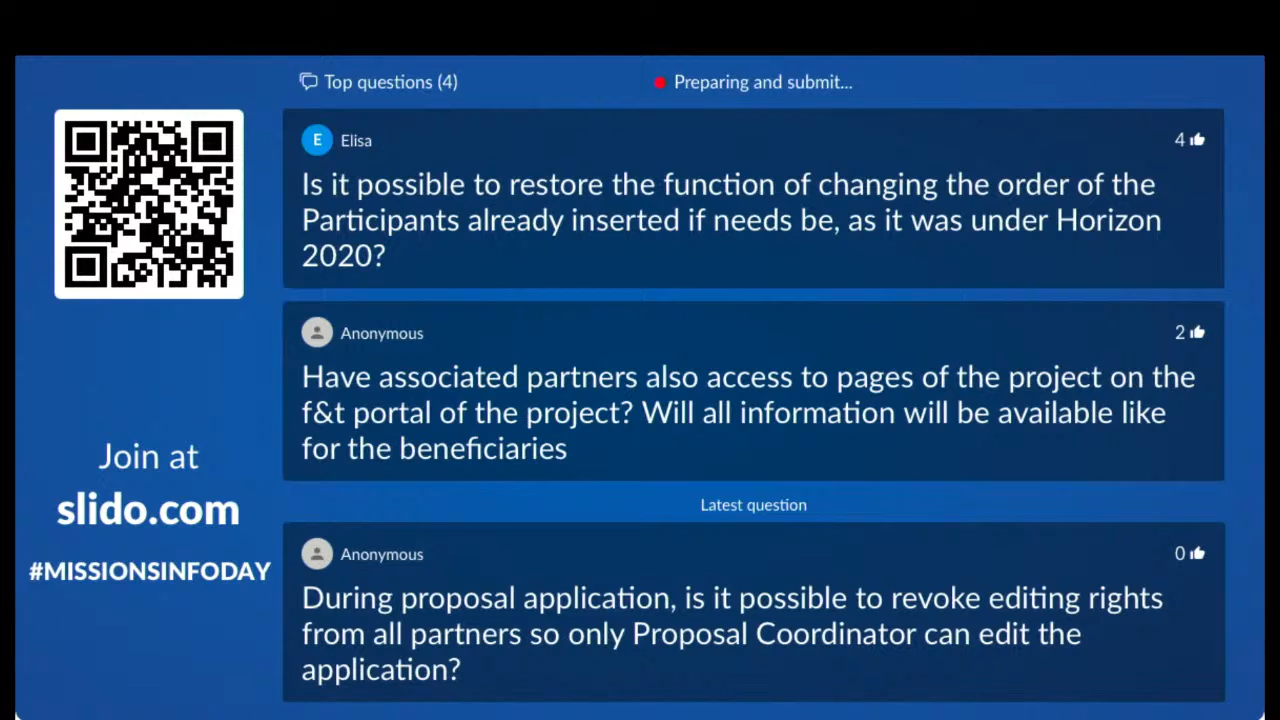 Top questions (4)
Preparing and submit...
E Elisa
4
Is it possible to restore the function of changing the order of the
Participants already inserted if needs be, as it was under Horizon
2020?
Anonymous
2
Have associated partners also access to pages of the project on the
f&t portal of the project? Will all information will be available like
for the beneficiaries
Join at
slido.com
#MISSIONSINFODAY
Latest question
Anonymous
0
During proposal application, is it possible to revoke editing rights
from all partners so only Proposal Coordinator can edit the
application?